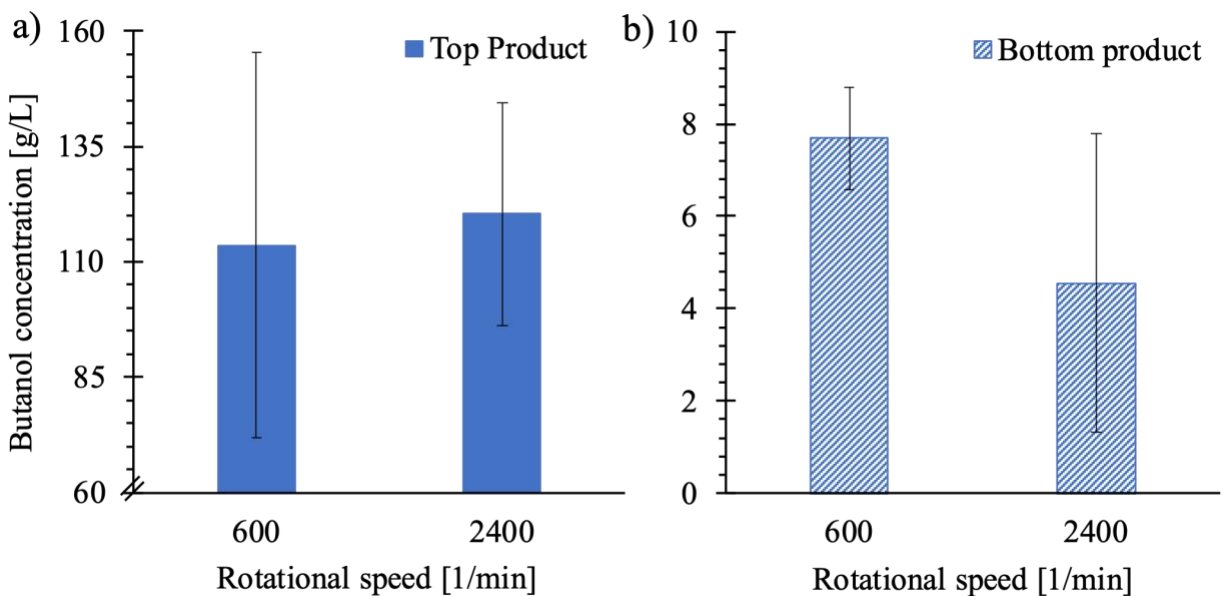 a)
Top Product
Butanol concentration [g/L]
160
135
110
85
60
600 2400
Rotational speed [1/min]
b)
Bottom product
10
8
6
4
2
0
600 2400
Rotational speed [1/min]